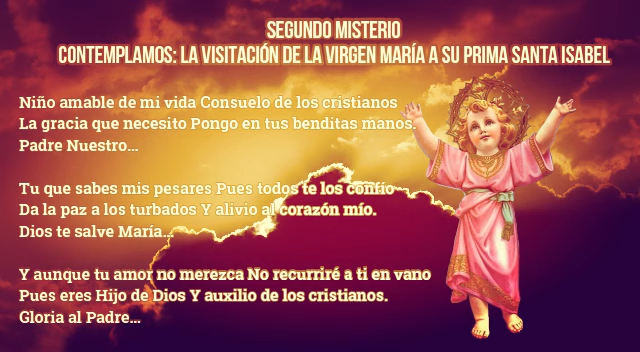 SEGUNDO MISTERIO
CONTEMPLAMOS: LA VISITACIÓN DE LA VIRGEN MARÍA A SU PRIMA SANTA ISABEL
Niño amable de mi vida Consuelo de los cristianos
La gracia que necesito Pongo en tus benditas manos.
Padre Nuestro...
Tu que sabes mis pesares Pues todos te los confío
Da la paz a los turbados Y alivio al corazón mío.
Dios te salve María...
Y aunque tu amor no merezca No recurriré a ti en vano
Pues eres Hijo de Dios Y auxilio de los cristianos.
Gloria al Padre...